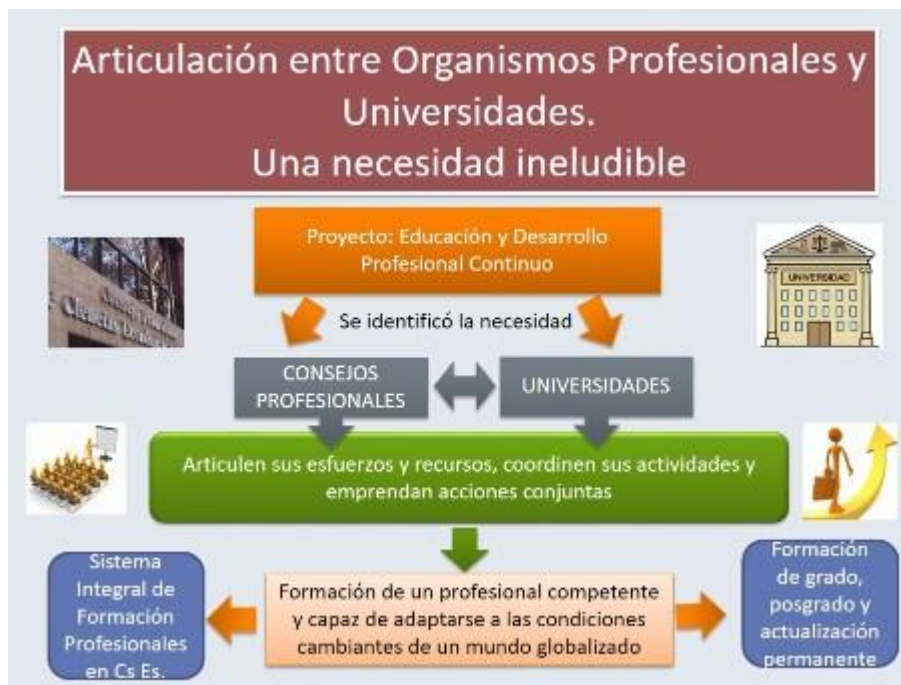 Articulación entre Organismos Profesionales y
Universidades.
Una necesidad ineludible
Proyecto: Educación y Desarrollo
Profesional Continuo
UNIVERSIDAD
Se identificó la necesidad
CONSEJOS
PROFESIONALES
UNIVERSIDADES
Articulen sus esfuerzos y recursos, coordinen sus actividades y
emprendan acciones conjuntas
Sistema
Integral de
Formación
Profesionales
en Cs Es.
Formación de un profesional competente
y capaz de adaptarse a las condiciones
cambiantes de un mundo globalizado
Formación
de grado,
posgrado y
actualización
permanente